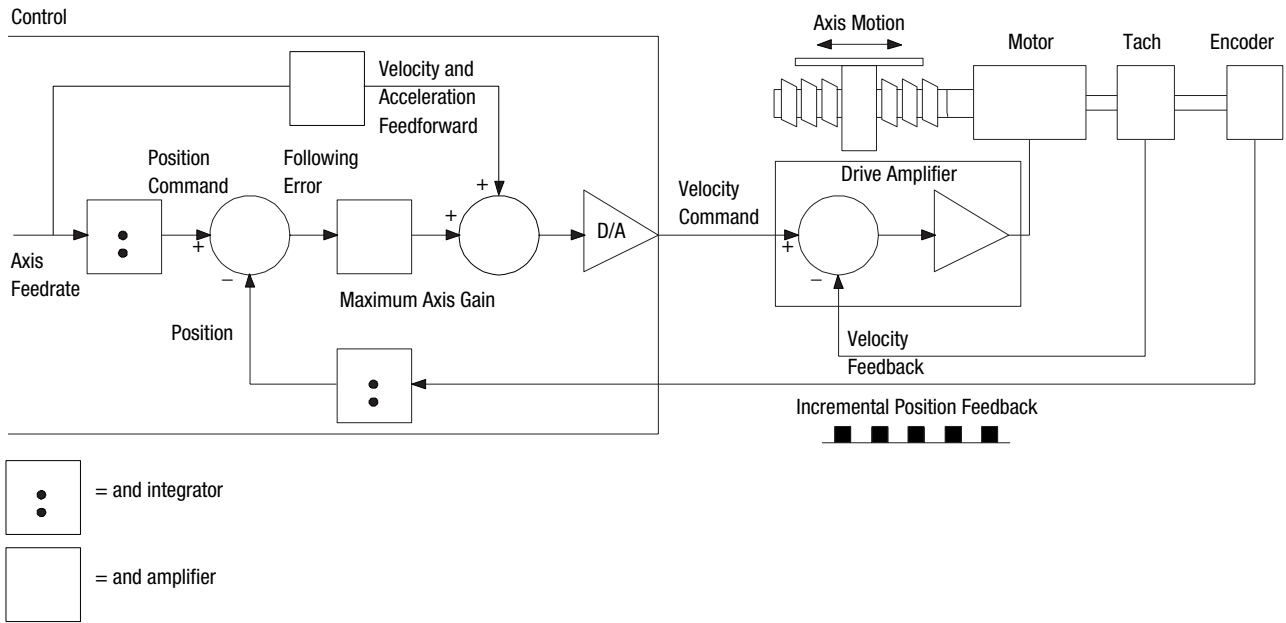 Control
Axis Motion
Motor
Tach
Encoder
Velocity and
Acceleration
Feedforward
Position
Command
Following
Error
+
+
Velocity
Command
Drive Amplifier
D/A
+
−
+
−
Axis
Feedrate
Maximum Axis Gain
Position
Velocity
Feedback
Incremental Position Feedback
= and integrator
= and amplifier